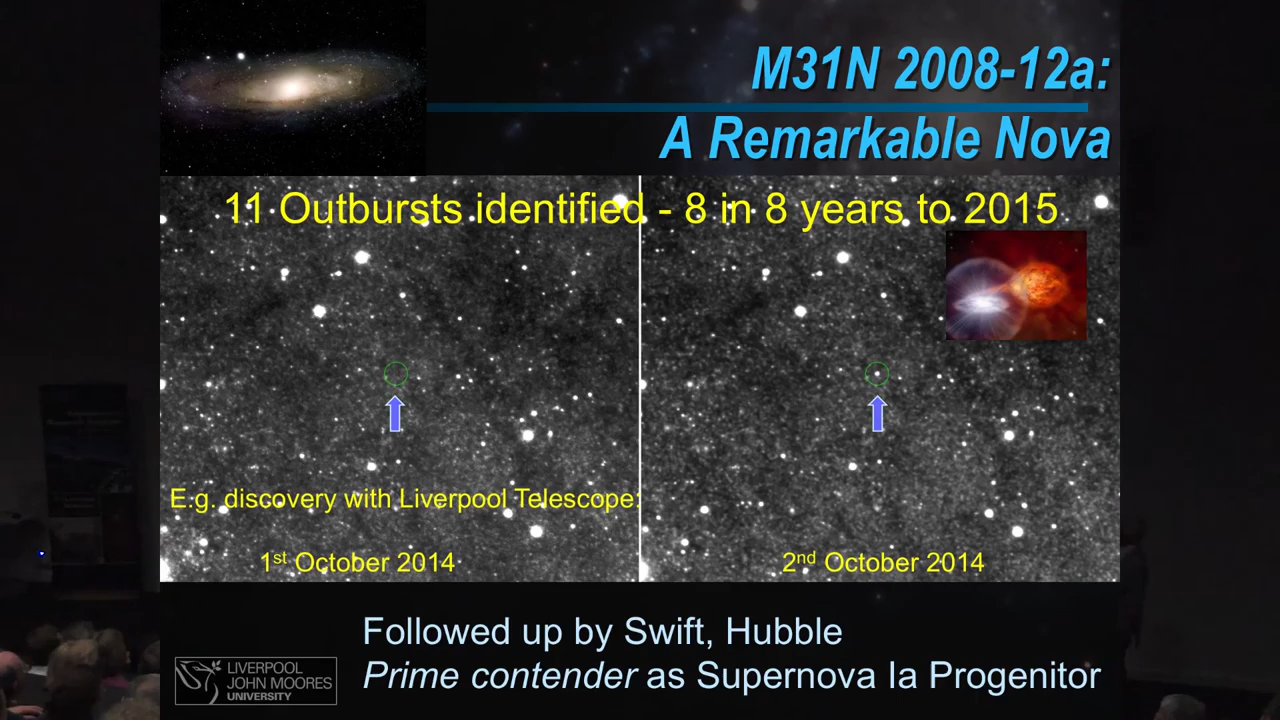 M31N 2008-12a:
A Remarkable Nova
11 Outbursts identified - 8 in 8 years to 2015
E.g. discovery with Liverpool Telescope:
1st October 2014
2nd October 2014
Followed up by Swift, Hubble
Prime contender as Supernova Ia Progenitor
LIVERPOOL
JOHN MOORES
UNIVERSITY